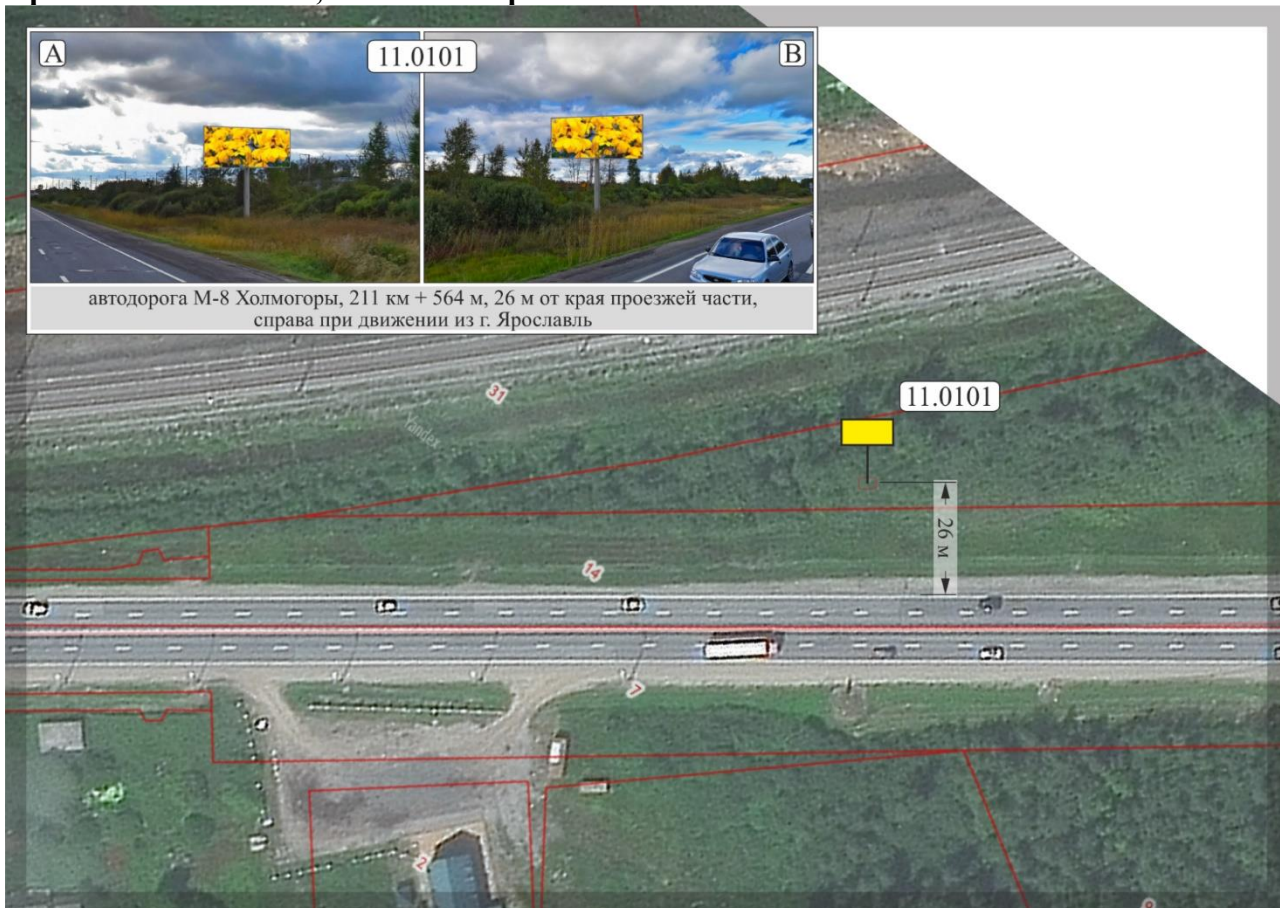 A
11.0101
B
автодорога М-8 Холмогоры, 211 км + 564 м, 26 м от края проезжей части,
справа при движении из г. Ярославль
31
Yandex
11.0101
26 м
14
7
2